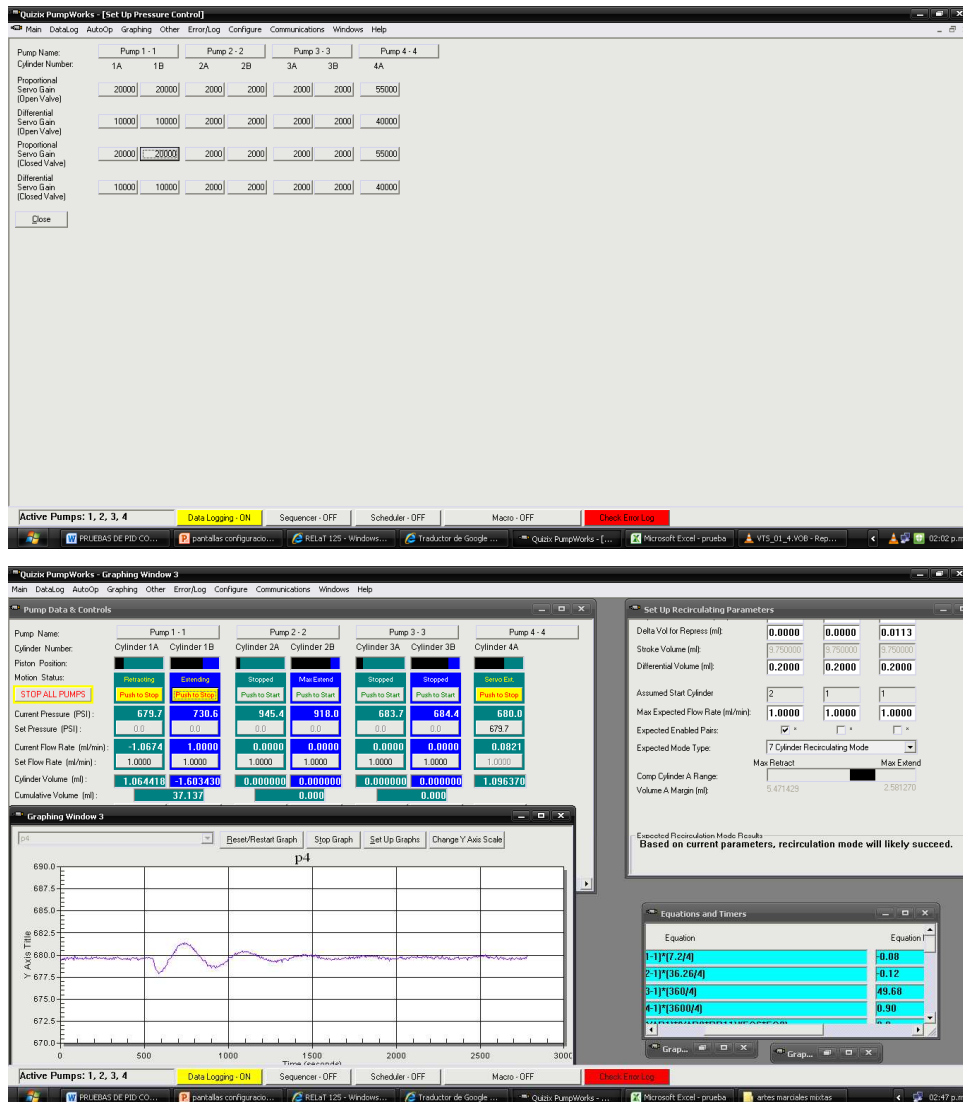 Quizix PumpWorks - [Set Up Pressure Control]
Main DataLog AutoOp Graphing Other Error/Log Configure Communications Windows Help
Pump Name: Pump 1 - 1 Pump 2 - 2 Pump 3 - 3 Pump 4 - 4
Cylinder Number: 1A 1B 2A 2B 3A 3B 4A
Proportional
Servo Gain 20000 20000 2000 2000 2000 2000 55000
(Open Valve)
Differential
Servo Gain 10000 10000 2000 2000 2000 2000 40000
(Open Valve)
Proportional
Servo Gain 20000 20000 2000 2000 2000 2000 55000
(Closed Valve)
Differential
Servo Gain 10000 10000 2000 2000 2000 2000 40000
(Closed Valve)
Close
Active Pumps: 1, 2, 3, 4 Data Logging - ON Sequencer - OFF Scheduler - OFF Macro - OFF Check Error Log
PRUEBAS DE PID CO... pantallas configuracio... RELaT 125 - Windows... Traductor de Google ... Quizix PumpWorks - [... Microsoft Excel - prueba VTS_01_4.VOB - Rep... 02:02 p.m
Quizix PumpWorks - Graphing Window 3
Main DataLog AutoOp Graphing Other Error/Log Configure Communications Windows Help
Pump Data & Controls
Pump Name: Pump 1 - 1 Pump 2 - 2 Pump 3 - 3 Pump 4 - 4
Cylinder Number: Cylinder 1A Cylinder 1B Cylinder 2A Cylinder 2B Cylinder 3A Cylinder 3B Cylinder 4A
Piston Position:
Motion Status: Retracting Extending Stopped Max Extend Stopped Stopped Servo Ext.
STOP ALL PUMPS Push to Stop Push to Stop Push to Start Push to Start Push to Start Push to Start Push to Stop
Current Pressure (PSI) : 679.7 730.6 945.4 918.0 683.7 684.4 680.0
Set Pressure (PSI) : 0.0 0.0 0.0 0.0 0.0 0.0 679.7
Current Flow Rate (ml/min) : -1.0674 1.0000 0.0000 0.0000 0.0000 0.0000 0.0821
Set Flow Rate (ml/min) : 1.0000 1.0000 1.0000 1.0000 1.0000 1.0000 1.0000
Cylinder Volume (ml) : 1.064418 -1.603430 0.000000 0.000000 0.000000 0.000000 1.096370
Cumulative Volume (ml) : 37.137 0.000 0.000
Set Up Recirculating Parameters
Delta Vol for Repress (ml): 0.0000 0.0000 0.0113
Stroke Volume (ml): 9.750000 9.750000 9.750000
Differential Volume (ml): 0.2000 0.2000 0.2000
Assumed Start Cylinder 2 1 1
Max Expected Flow Rate (ml/min): 1.0000 1.0000 1.0000
Expected Enabled Pairs: * * *
Expected Mode Type: 7 Cylinder Recirculating Mode
Max Retract Max Extend
Comp Cylinder A Range:
Volume A Margin (ml): 5.471429 2.581270
Expected Recirculation Mode Results
Based on current parameters, recirculation mode will likely succeed.
Graphing Window 3
p4 Reset/Restart Graph Stop Graph Set Up Graphs Change Y Axis Scale
p4
Y Axis Title
690.0
687.5
685.0
682.5
680.0
677.5
675.0
672.5
670.0
0 500 1000 1500 2000 2500 3000
Time (seconds)
Equations and Timers
Equation Equation
1-1)*(7.2/4) -0.08
2-1)*(36.26/4) -0.12
3-1)*(360/4) 49.68
4-1)*(3600/4) 0.90
Grap... Grap...
Active Pumps: 1, 2, 3, 4 Data Logging - ON Sequencer - OFF Scheduler - OFF Macro - OFF Check Error Log
PRUEBAS DE PID CO... pantallas configuracio... RELaT 125 - Windows... Traductor de Google ... Quizix PumpWorks - ... Microsoft Excel - prueba artes marciales mixtas 02:47 p.m